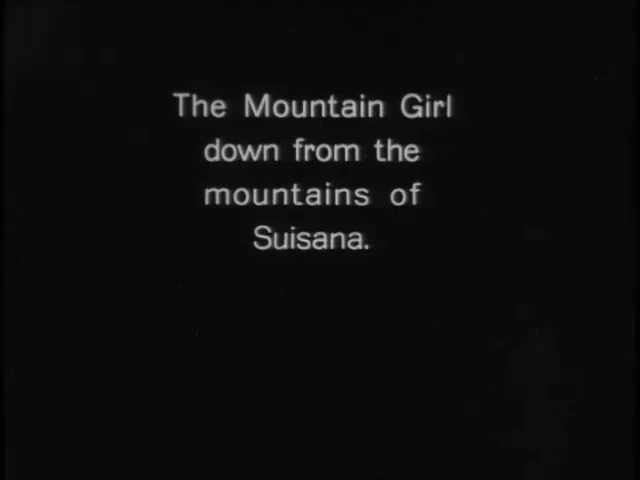 The Mountain Girl
down from the
mountains of
Suisana.